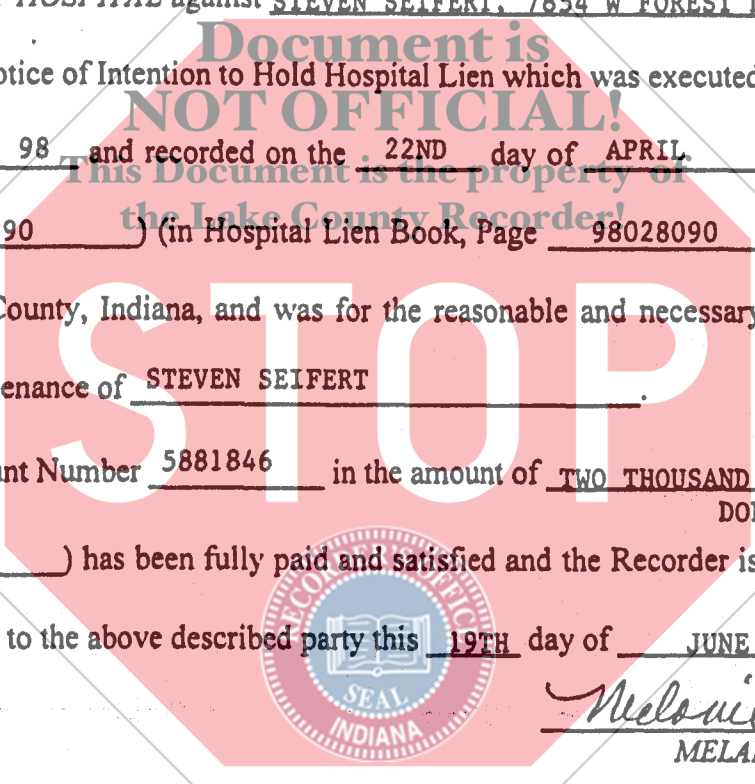 HOSPITAL against STEVEN SEIFERT, 7854 W FOREST
Document is
otice of Intention to Hold Hospital Lien which was executed
NOT OFFICIAL!
98 and recorded on the 22ND day of APRIL
This Document is the property of
the Lake County Recorder!
90 ) (in Hospital Lien Book, Page 98028090
County, Indiana, and was for the reasonable and necessary
STOP
enance of STEVEN SEIFERT .
nt Number 5881846 in the amount of TWO THOUSAND
DOL
) has been fully paid and satisfied and the Recorder is
RECORDER'S OFFICE
to the above described party this 19TH day of JUNE
SEAL
INDIANA
Melanie
MELA